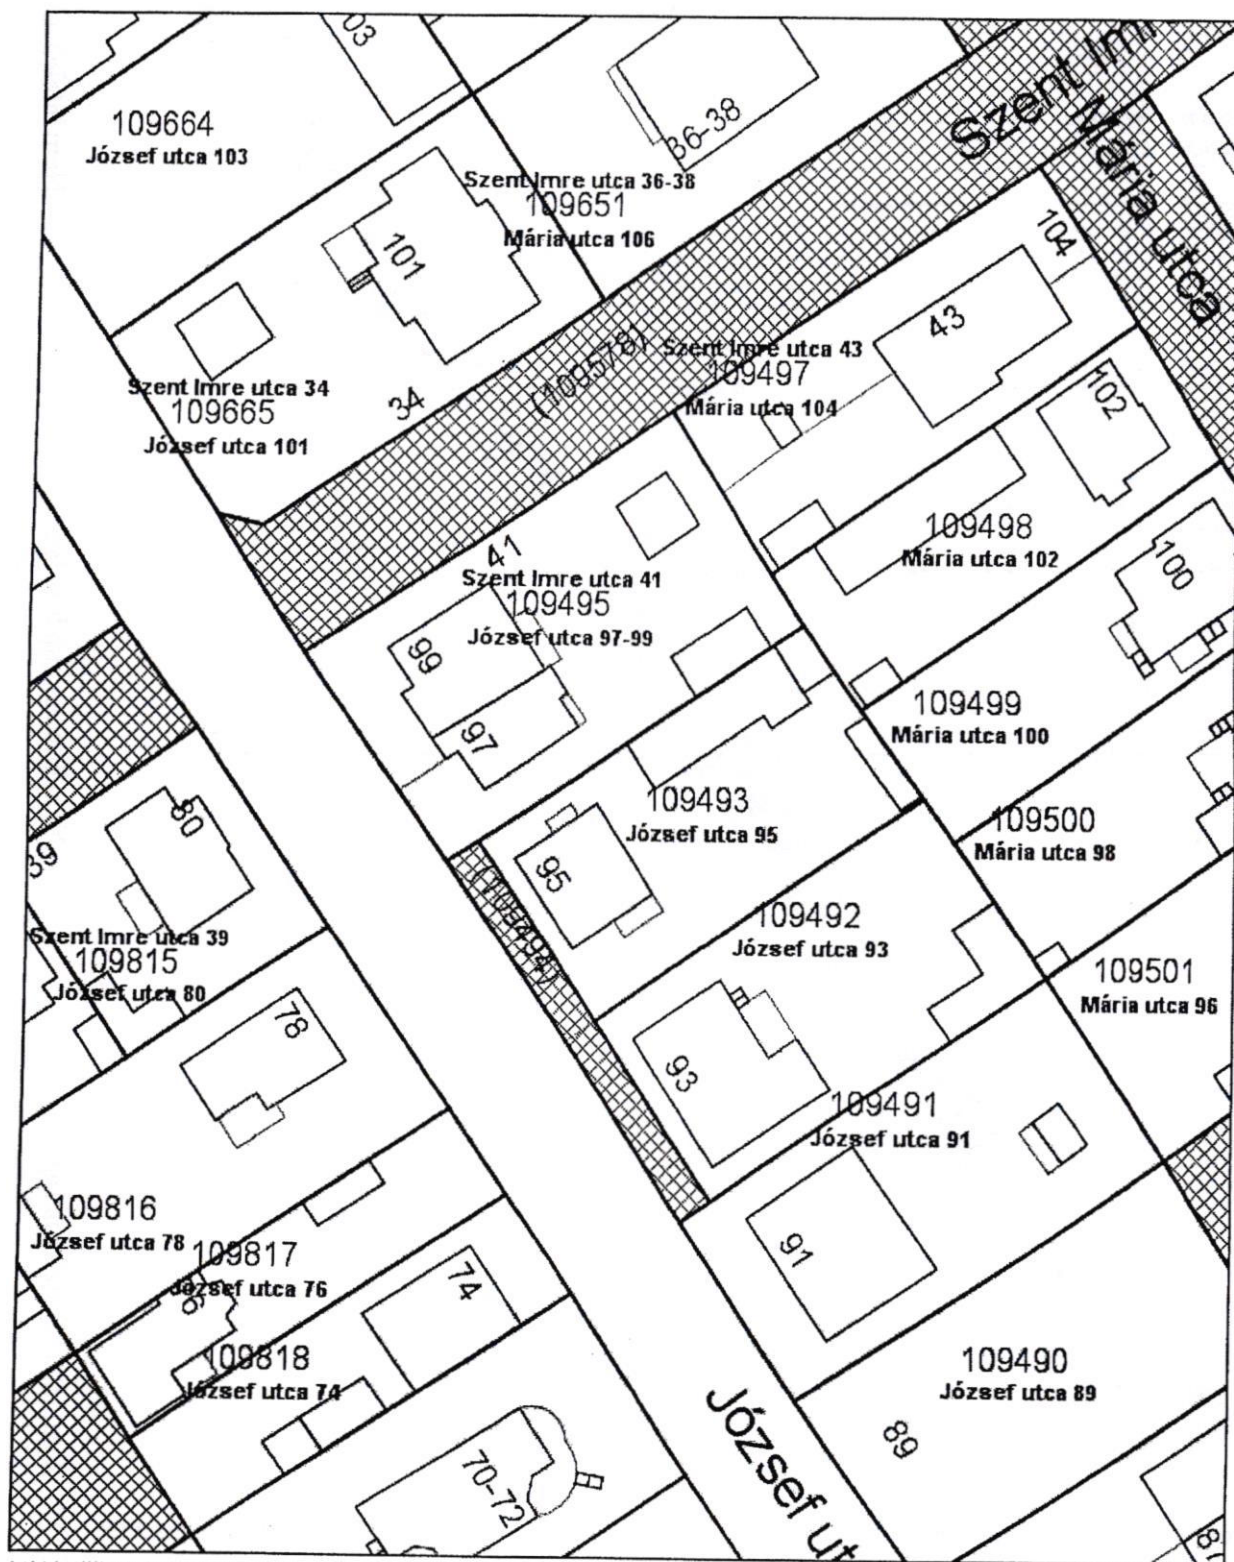 03
109664
József utca 103
36-38
Szent Imre utca 36-38
109651
Mária utca 106
101
Szent Imr
Mária utca
104
43
(109578)
Szent Imre utca 43
109497
Mária utca 104
102
Szent Imre utca 34
109665
József utca 101
34
109498
Mária utca 102
41
Szent Imre utca 41
109495
József utca 97-99
99
97
100
109499
Mária utca 100
109493
József utca 95
95
109500
Mária utca 98
80
39
(109494)
109492
József utca 93
93
Szent Imre utca 39
109815
József utca 80
109501
Mária utca 96
78
109491
József utca 91
91
109816
József utca 78
109817
József utca 76
76
74
109818
József utca 74
109490
József utca 89
89
József ut
70-72